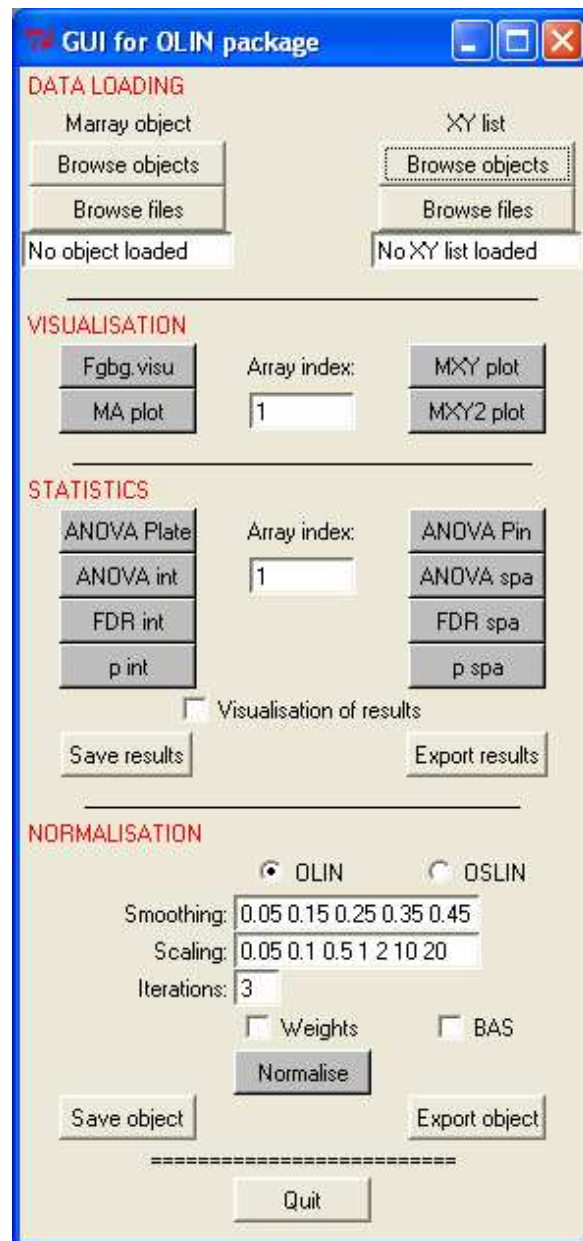 GUI for OLIN package
DATA LOADING
Marray object XY list
Browse objects Browse objects
Browse files Browse files
No object loaded No XY list loaded
VISUALISATION
Fgbg.visu Array index: MXY plot
MA plot 1 MXY2 plot
STATISTICS
ANOVA Plate Array index: ANOVA Pin
ANOVA int 1 ANOVA spa
FDR int FDR spa
p int p spa
Visualisation of results
Save results Export results
NORMALISATION
OLIN OSLIN
Smoothing: 0.05 0.15 0.25 0.35 0.45
Scaling: 0.05 0.1 0.5 1 2 10 20
Iterations: 3
Weights BAS
Normalise
Save object Export object
==========================
Quit